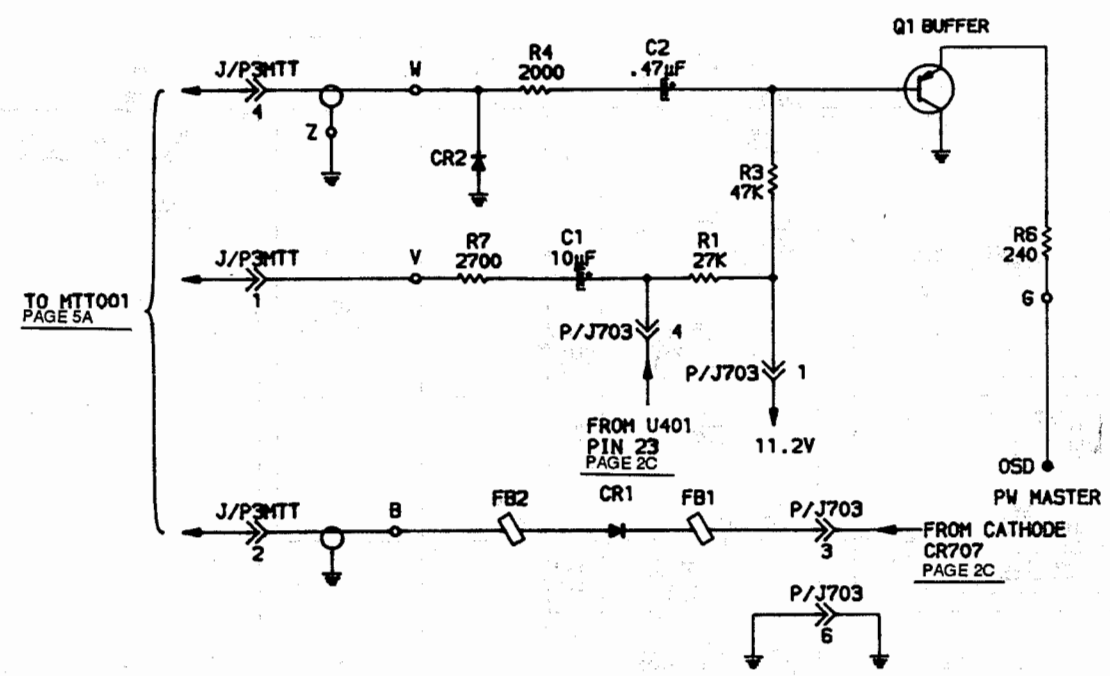 Q1 BUFFER
J/P3MTT
4
W
R4
2000
C2
.47µF
Z
CR2
R3
47K
J/P3MTT
1
V
R7
2700
C1
10µF
R1
27K
R6
240
G
TO MTT001
PAGE 5A
P/J703 4
P/J703 1
FROM U401
PIN 23
PAGE 2C
11.2V
OSD
PW MASTER
J/P3MTT
2
B
FB2
CR1
FB1
P/J703
3
FROM CATHODE
CR707
PAGE 2C
P/J703
6